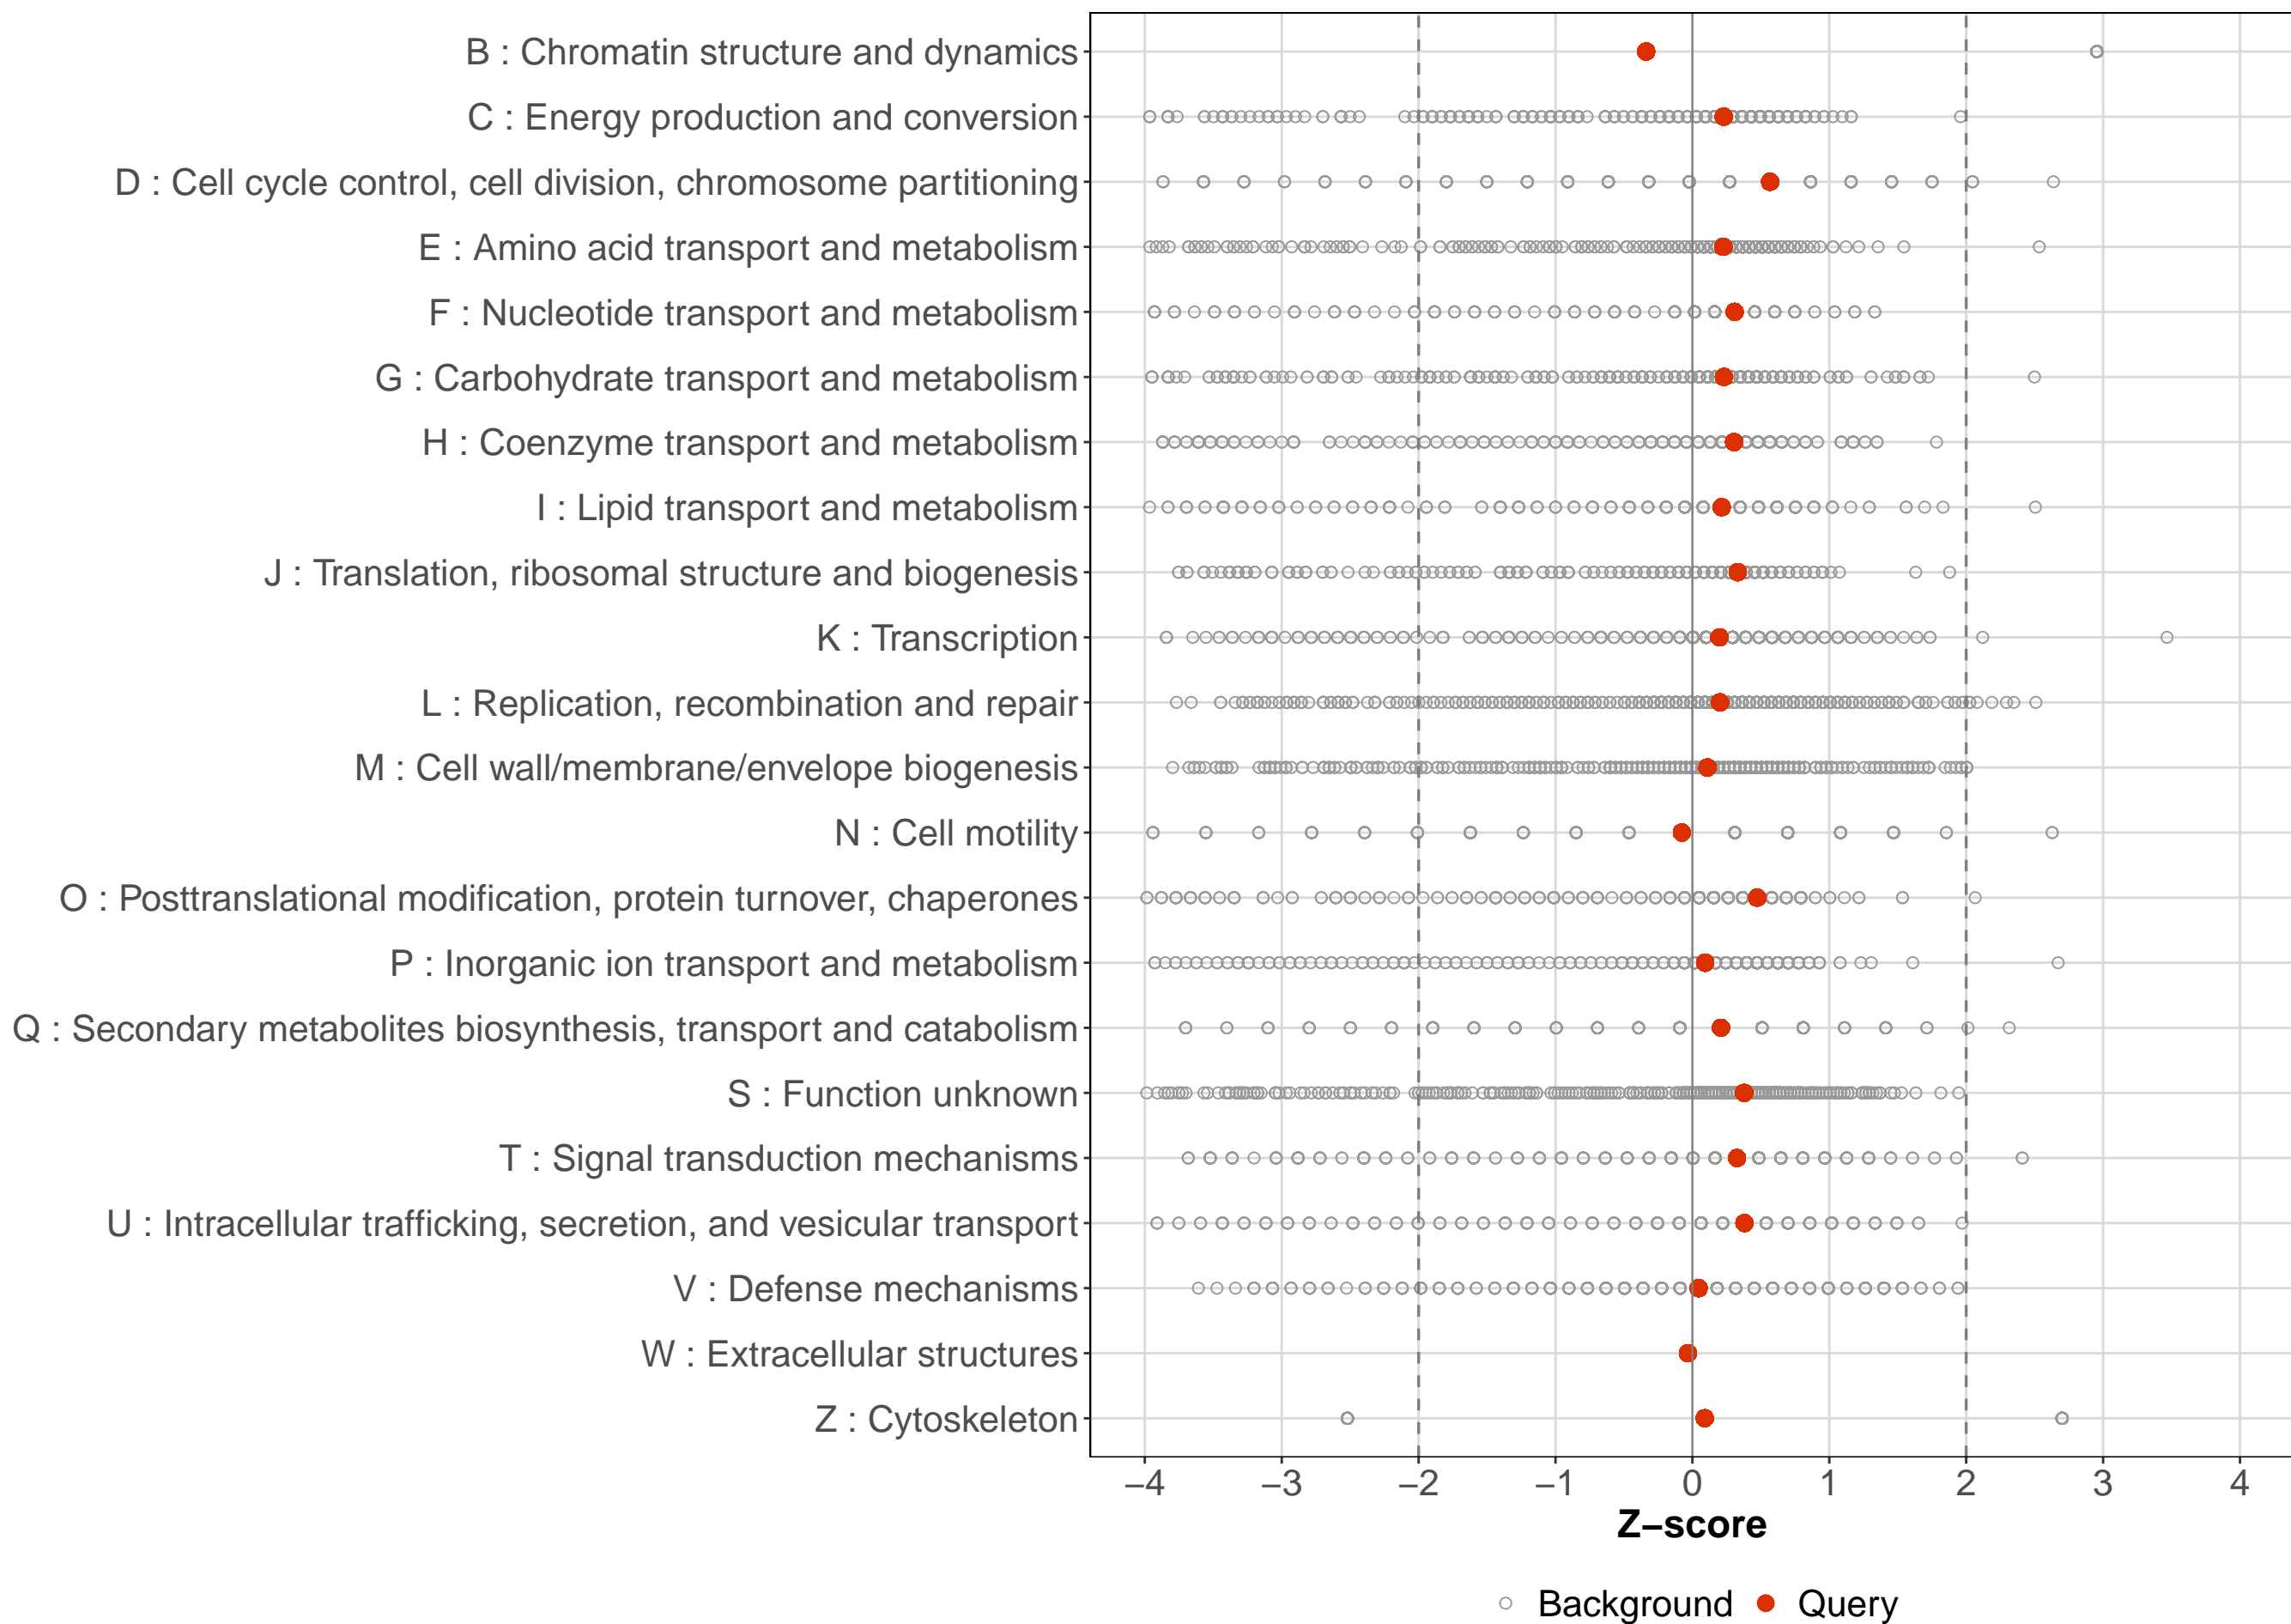 B : Chromatin structure and dynamics
C : Energy production and conversion
D : Cell cycle control, cell division, chromosome partitioning
E : Amino acid transport and metabolism
F : Nucleotide transport and metabolism
G : Carbohydrate transport and metabolism
H : Coenzyme transport and metabolism
I : Lipid transport and metabolism
J : Translation, ribosomal structure and biogenesis
K : Transcription
L : Replication, recombination and repair
M : Cell wall/membrane/envelope biogenesis
N : Cell motility
O : Posttranslational modification, protein turnover, chaperones
P : Inorganic ion transport and metabolism
Q : Secondary metabolites biosynthesis, transport and catabolism
S : Function unknown
T : Signal transduction mechanisms
U : Intracellular trafficking, secretion, and vesicular transport
V : Defense mechanisms
W : Extracellular structures
Z : Cytoskeleton
−4 −3 −2 −1 0 1 2 3 4
Z−score
Background Query